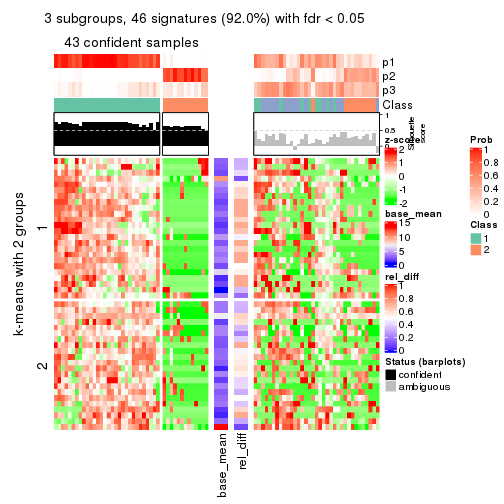 3 subgroups, 46 signatures (92.0%) with fdr < 0.05
43 confident samples
p1
p2
p3
Class
1
0.5
0
Silhouette
score
z-score
2
1
0
-1
-2
base_mean
15
10
5
0
rel_diff
1
0.8
0.6
0.4
0.2
0
Status (barplots)
confident
ambiguous
Prob
1
0.8
0.6
0.4
0.2
0
Class
1
2
k-means with 2 groups
1
2
base_mean
rel_diff